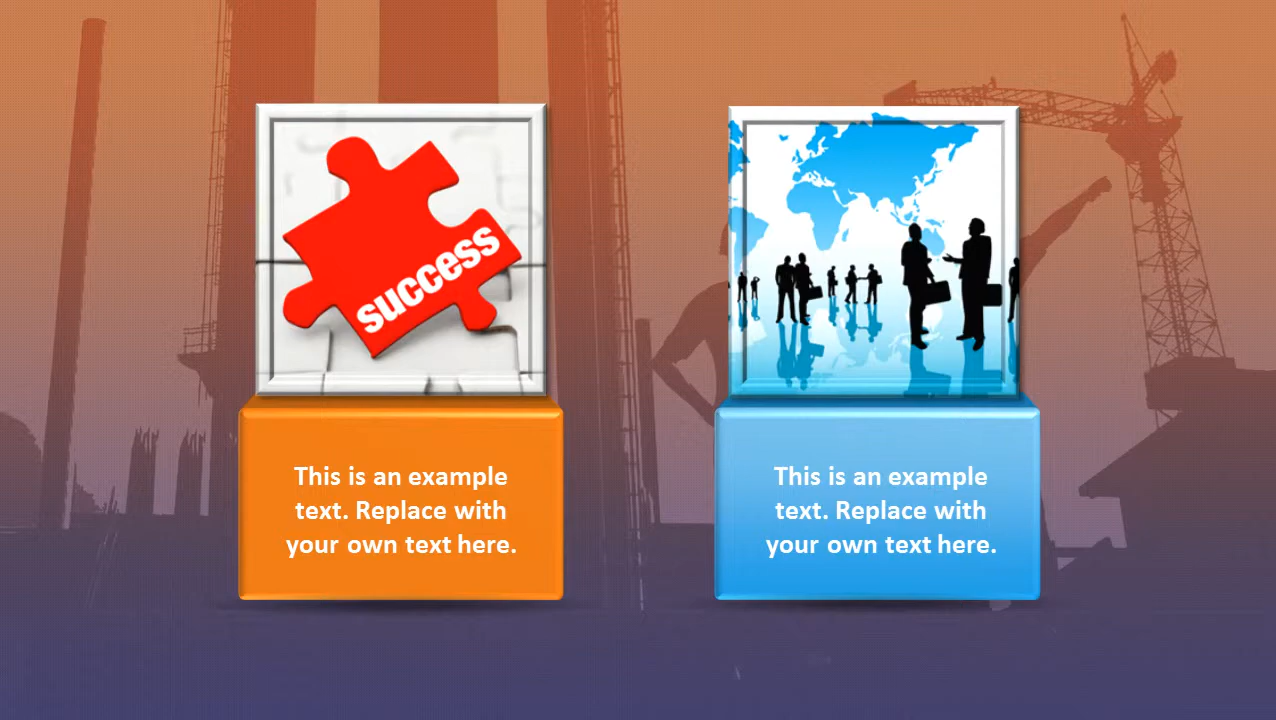 success
This is an example
text. Replace with
your own text here.
This is an example
text. Replace with
your own text here.